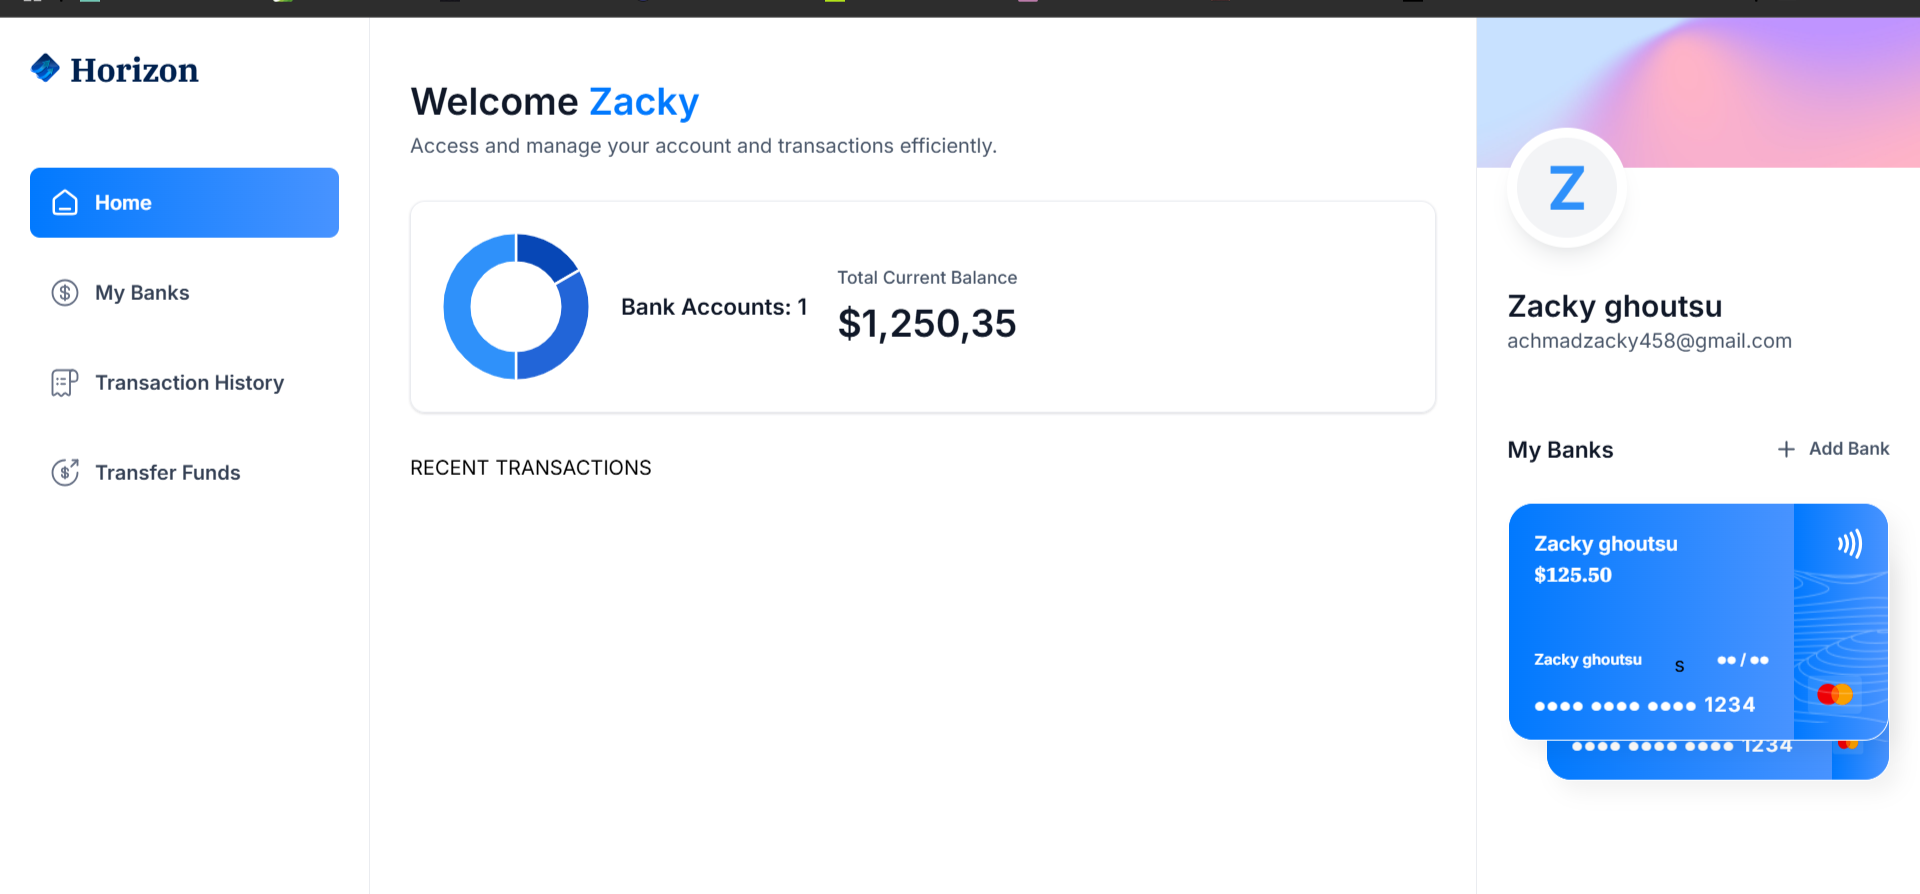 Horizon
Home
My Banks
Transaction History
Transfer Funds
Welcome Zacky
Access and manage your account and transactions efficiently.
Bank Accounts: 1
Total Current Balance
$1,250,35
RECENT TRANSACTIONS
Z
Zacky ghoutsu
achmadzacky458@gmail.com
My Banks
+ Add Bank
Zacky ghoutsu
$125.50
Zacky ghoutsu s ●● / ●●
●●●● ●●●● ●●●● 1234
●●●● ●●●● ●●●● 1234